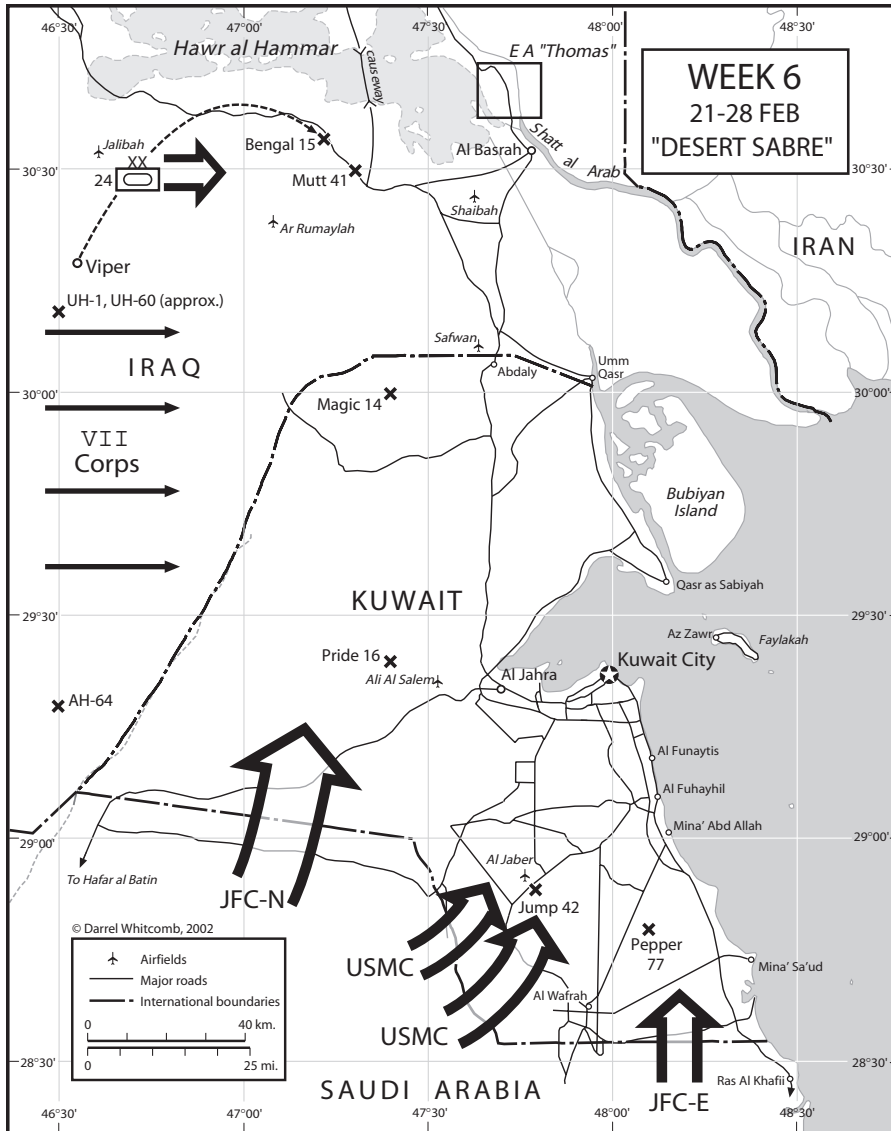 46°30'
47°00'
47°30'
48°00'
48°30'
Hawr al Hammar
causeway
E A "Thomas"
WEEK 6
21-28 FEB
"DESERT SABRE"
Jalibah
XX
24
Bengal 15
Mutt 41
Al Basrah
Shatt
al
Arab
30°30'
30°30'
Shaibah
Ar Rumaylah
IRAN
Viper
UH-1, UH-60 (approx.)
IRAQ
Safwan
Abdaly
Umm
Qasr
30°00'
30°00'
Magic 14
VII
Corps
Bubiyan
Island
Qasr as Sabiyah
29°30'
29°30'
KUWAIT
Az Zawr
Faylakah
Pride 16
Ali Al Salem
Al Jahra
Kuwait City
AH-64
Al Funaytis
Al Fuhayhil
Mina' Abd Allah
29°00'
29°00'
To Hafar al Batin
JFC-N
Al Jaber
Jump 42
© Darrel Whitcomb, 2002
Airfields
Major roads
International boundaries
0 40 km.
0 25 mi.
USMC
USMC
Pepper
77
Mina' Sa'ud
Al Wafrah
28°30'
28°30'
SAUDI ARABIA
JFC-E
Ras Al Khafii
46°30'
47°00'
47°30'
48°00'
48°30'